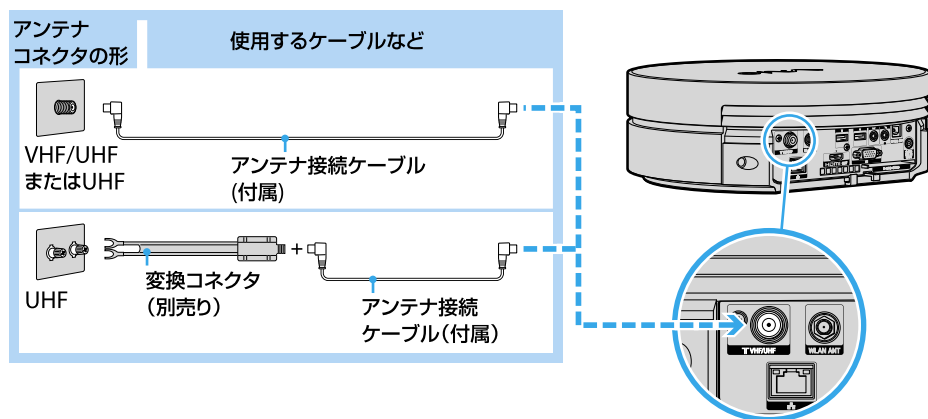 アンテナ
コネクタの形
使用するケーブルなど
VHF/UHF
またはUHF
アンテナ接続ケーブル
(付属)
UHF
変換コネクタ
(別売り)
+
アンテナ接続
ケーブル(付属)
HDMI
VHF/UHF
WLAN ANT